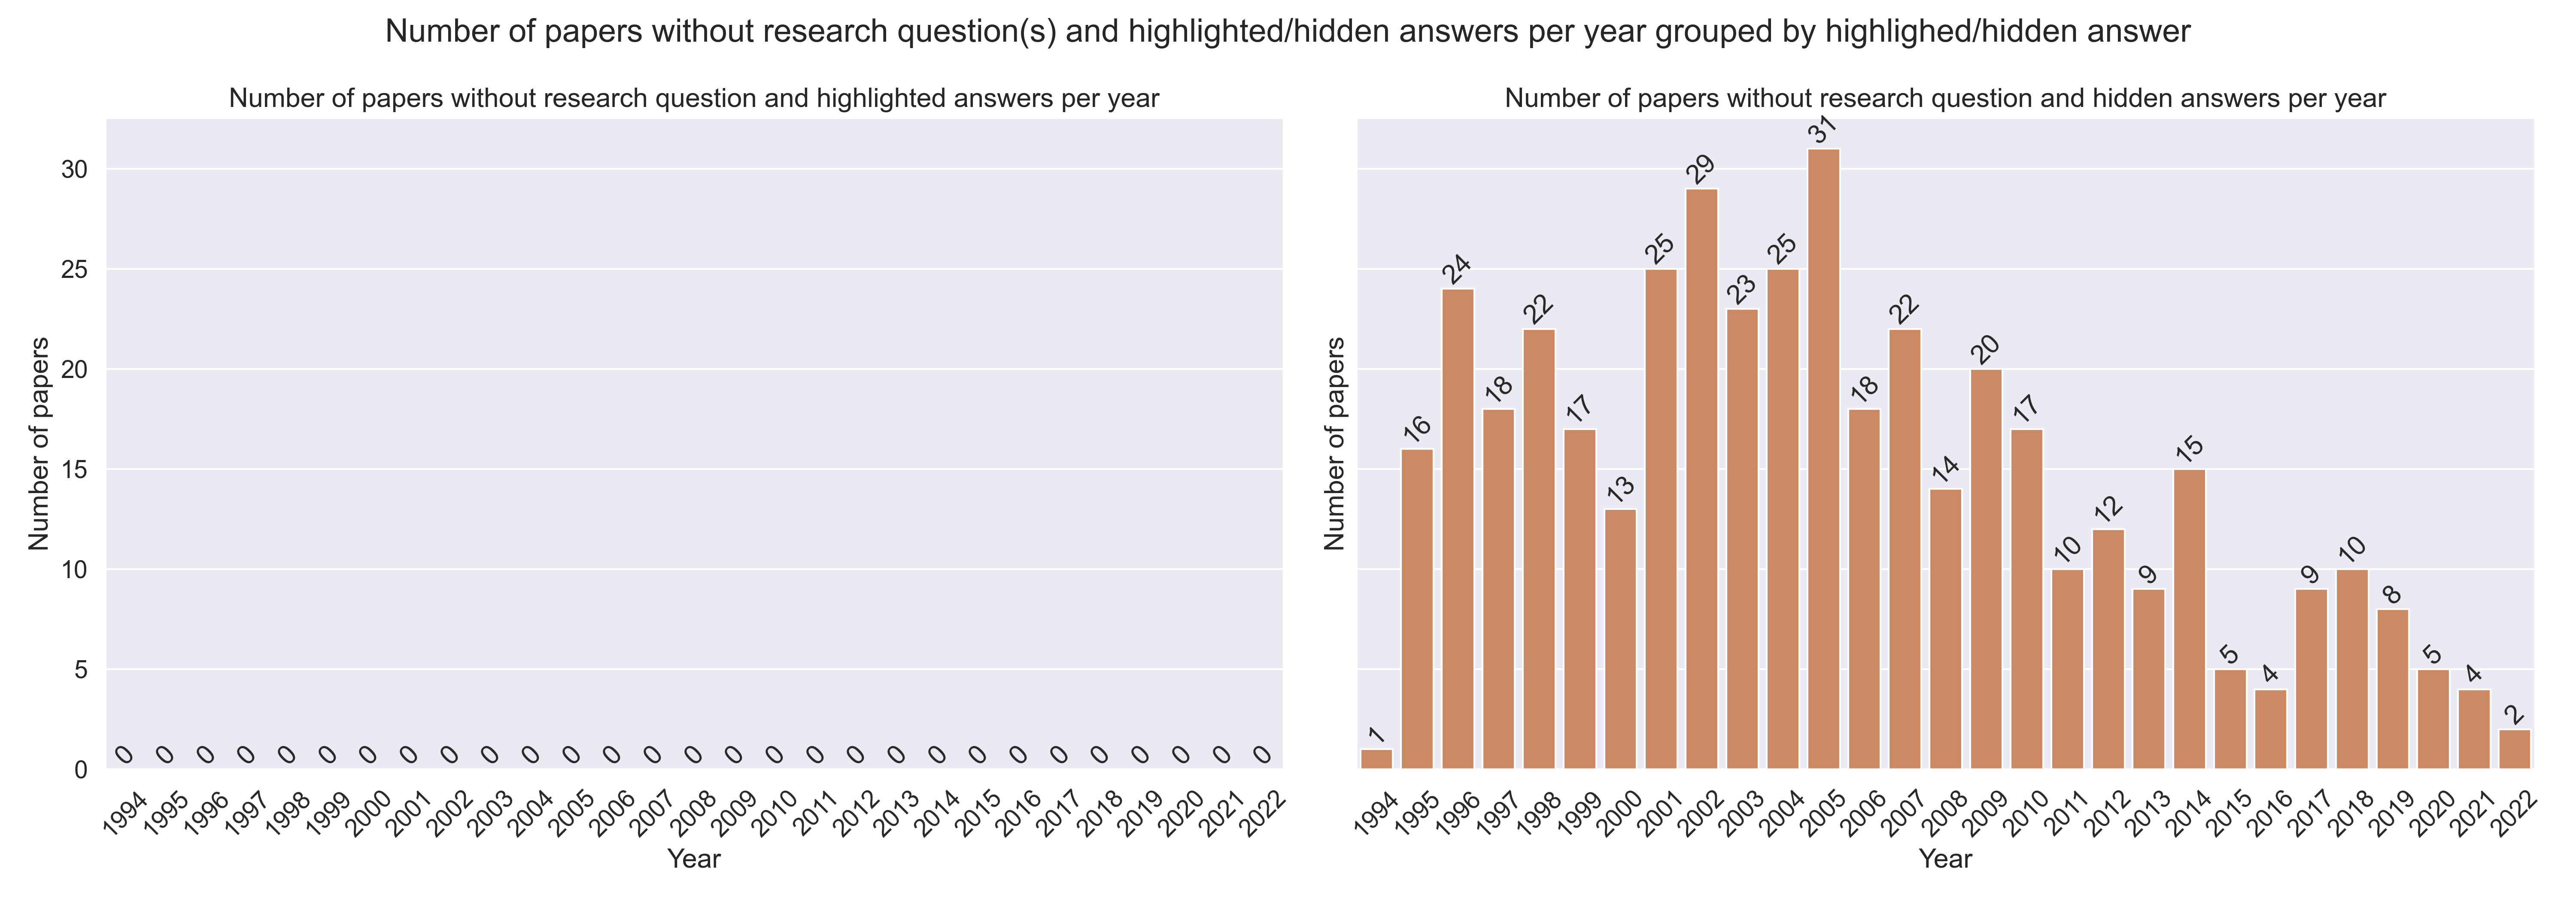 Number of papers without research question(s) and highlighted/hidden answers per year grouped by highlighed/hidden answer
Number of papers without research question and highlighted answers per year
30
25
20
15
10
5
0
Number of papers
0 0 0 0 0 0 0 0 0 0 0 0 0 0 0 0 0 0 0 0 0 0 0 0 0 0 0 0 0
1994 1995 1996 1997 1998 1999 2000 2001 2002 2003 2004 2005 2006 2007 2008 2009 2010 2011 2012 2013 2014 2015 2016 2017 2018 2019 2020 2021 2022
Year
Number of papers without research question and hidden answers per year
Number of papers
1 16 24 18 22 17 13 25 29 23 25 31 18 22 14 20 17 10 12 9 15 5 4 9 10 8 5 4 2
1994 1995 1996 1997 1998 1999 2000 2001 2002 2003 2004 2005 2006 2007 2008 2009 2010 2011 2012 2013 2014 2015 2016 2017 2018 2019 2020 2021 2022
Year